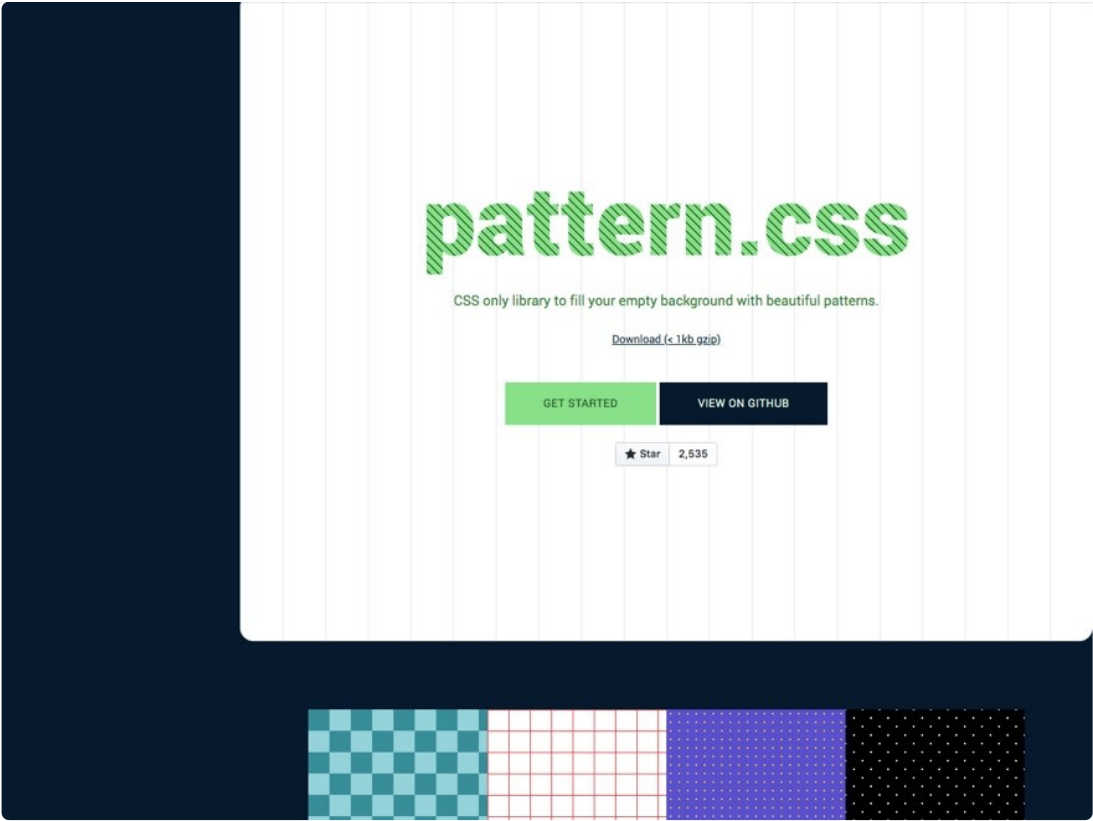 pattern.css
CSS only library to fill your empty background with beautiful patterns.
Download (< 1kb gzip)
GET STARTED VIEW ON GITHUB
Star 2,535